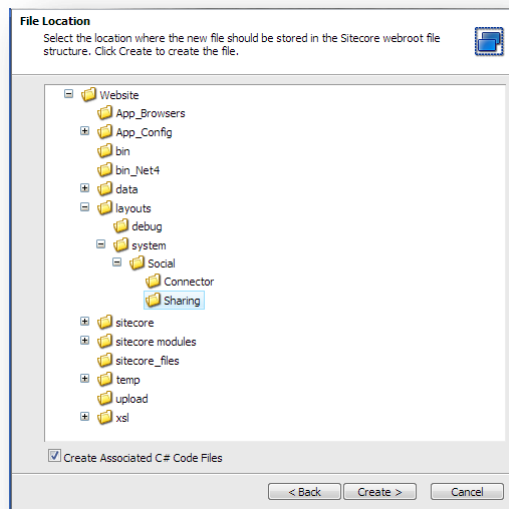 File Location
Select the location where the new file should be stored in the Sitecore webroot file
structure. Click Create to create the file.
Website
App_Browsers
App_Config
bin
bin_Net4
data
layouts
debug
system
Social
Connector
Sharing
sitecore
sitecore modules
sitecore_files
temp
upload
xsl
Create Associated C# Code Files
< Back
Create >
Cancel